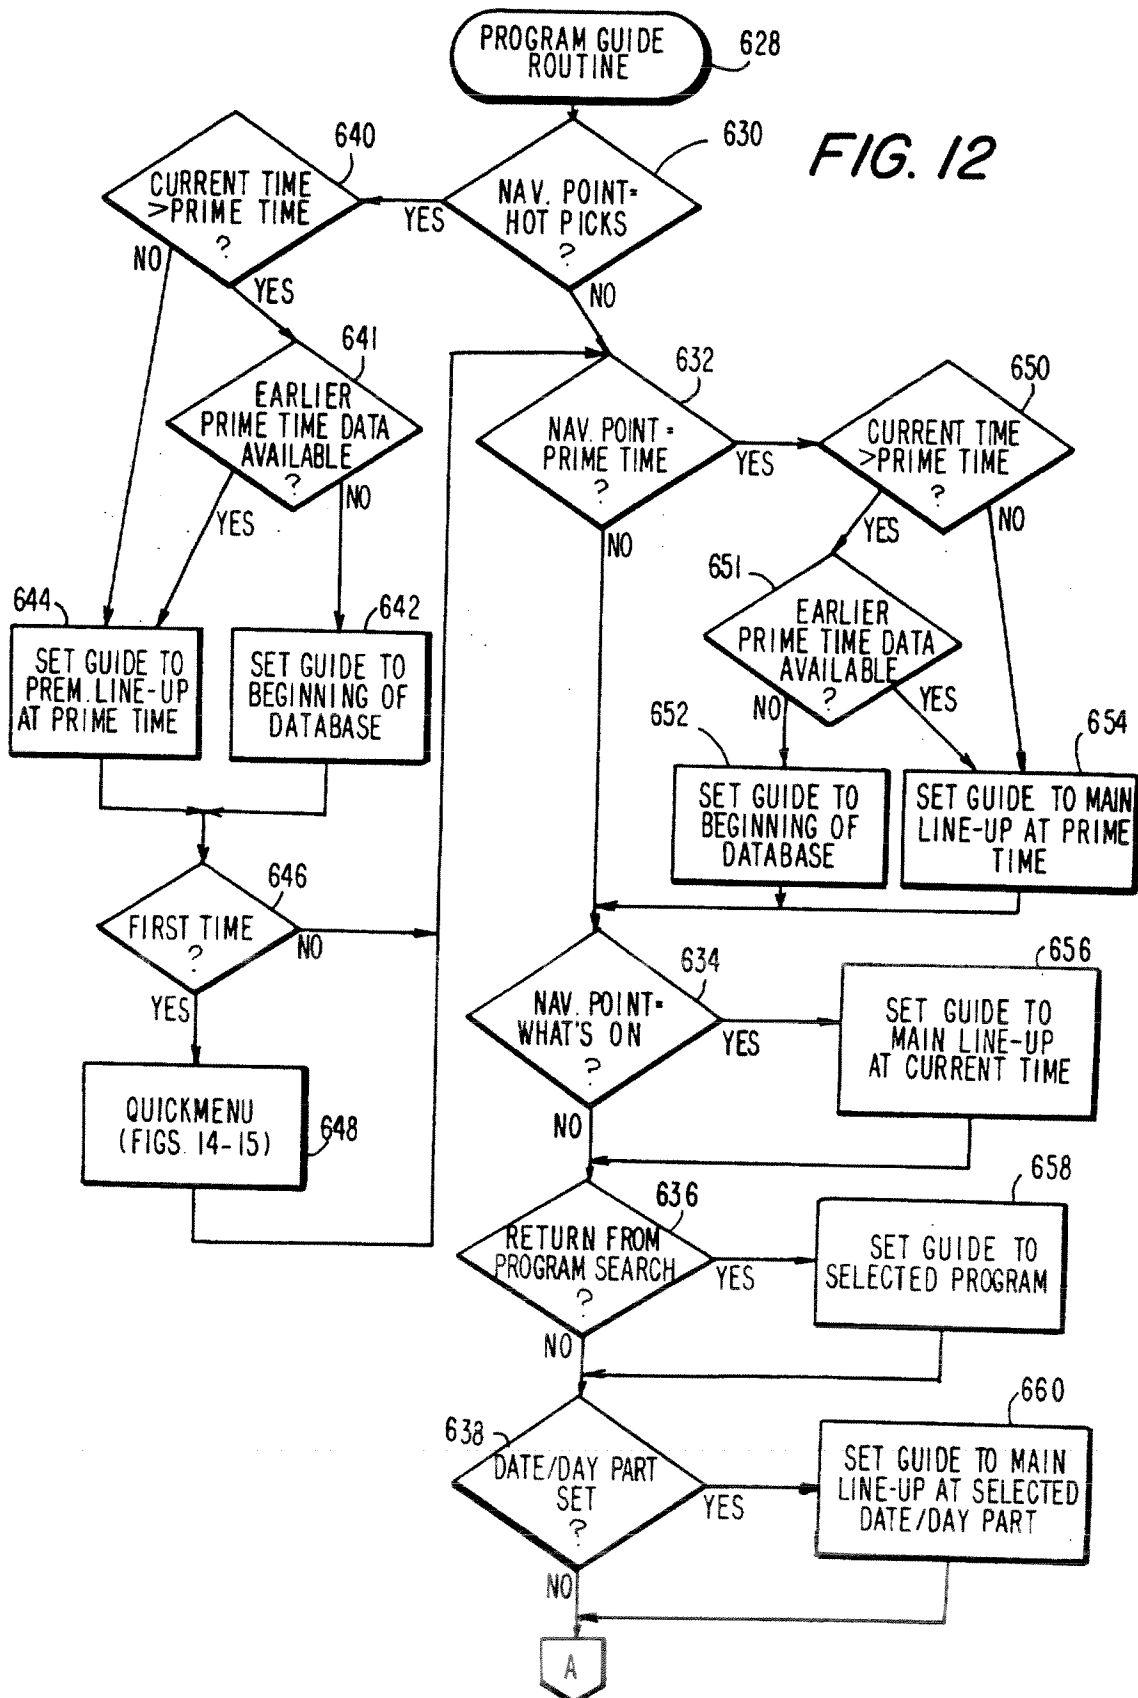 PROGRAM GUIDE
ROUTINE
628
FIG. 12
630
NAV. POINT=
HOT PICKS
?
YES
NO
640
CURRENT TIME
>PRIME TIME
?
NO
YES
641
EARLIER
PRIME TIME DATA
AVAILABLE
?
YES
NO
632
NAV. POINT=
PRIME TIME
?
YES
NO
650
CURRENT TIME
>PRIME TIME
?
YES
NO
651
EARLIER
PRIME TIME DATA
AVAILABLE
?
NO
YES
644
SET GUIDE TO
PREM. LINE-UP
AT PRIME TIME
642
SET GUIDE TO
BEGINNING OF
DATABASE
652
SET GUIDE TO
BEGINNING OF
DATABASE
654
SET GUIDE TO MAIN
LINE-UP AT PRIME
TIME
646
FIRST TIME
?
NO
YES
634
NAV. POINT=
WHAT'S ON
?
YES
NO
656
SET GUIDE TO
MAIN LINE-UP
AT CURRENT TIME
QUICKMENU
(FIGS. 14-15)
648
636
RETURN FROM
PROGRAM SEARCH
?
YES
NO
658
SET GUIDE TO
SELECTED PROGRAM
638
DATE/DAY PART
SET
?
YES
NO
660
SET GUIDE TO MAIN
LINE-UP AT SELECTED
DATE/DAY PART
A